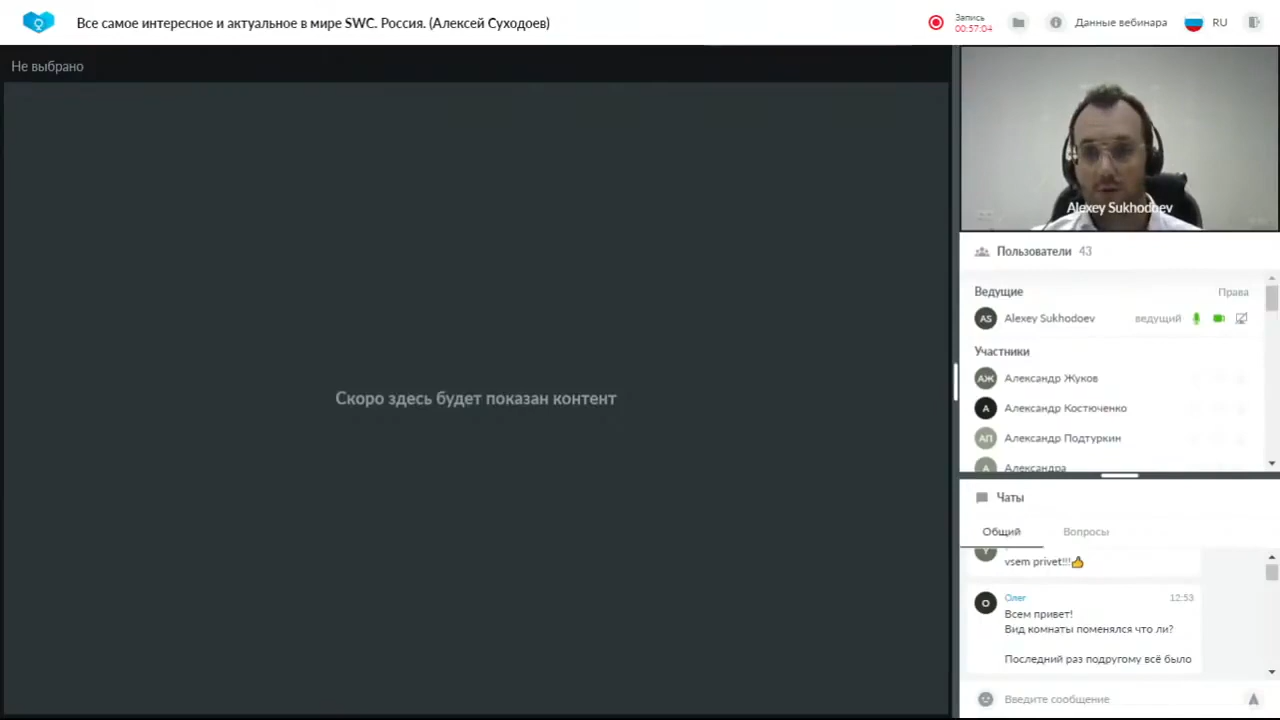 Все самое интересное и актуальное в мире SWC. Россия. (Алексей Суходоев)
Запись
00:57:04
Данные вебинара
RU
Не выбрано
Скоро здесь будет показан контент
Alexey Sukhodoev
Пользователи 43
Ведущие Права
AS Alexey Sukhodoev ведущий
Участники
АЖ Александр Жуков
А Александр Костюченко
АП Александр Подтуркин
А Александра
Чаты
Общий Вопросы
V vsem privet!!!👍
О Олег 12:53
Всем привет!
Вид комнаты поменялся что ли?
Последний раз подругому всё было
Введите сообщение